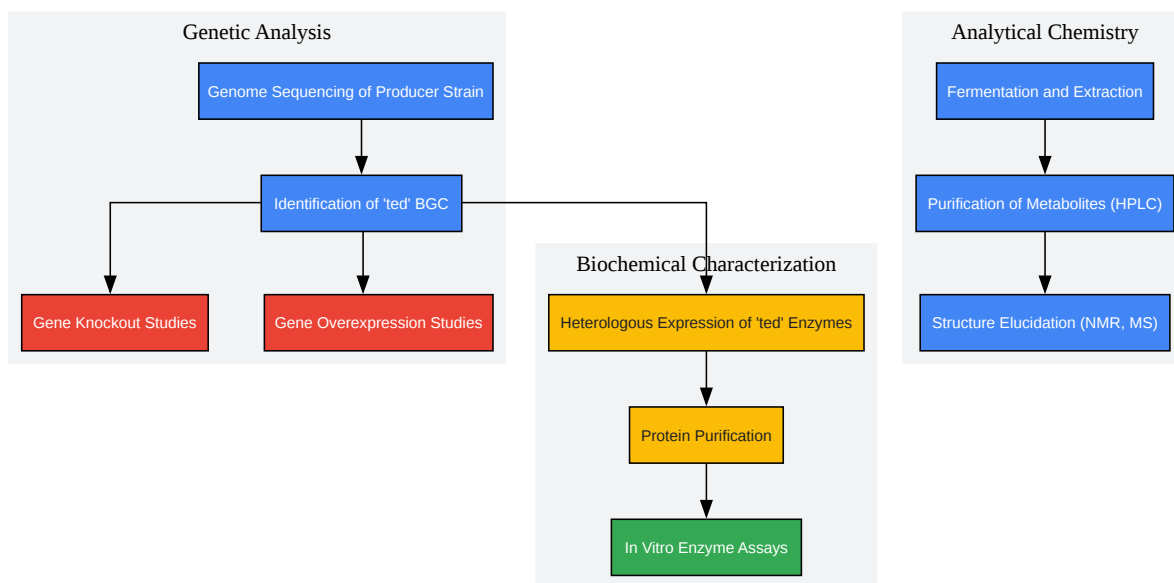 Genetic Analysis
Genome Sequencing of Producer Strain
Identification of 'ted' BGC
Gene Knockout Studies
Gene Overexpression Studies
Biochemical Characterization
Heterologous Expression of 'ted' Enzymes
Protein Purification
In Vitro Enzyme Assays
Analytical Chemistry
Fermentation and Extraction
Purification of Metabolites (HPLC)
Structure Elucidation (NMR, MS)